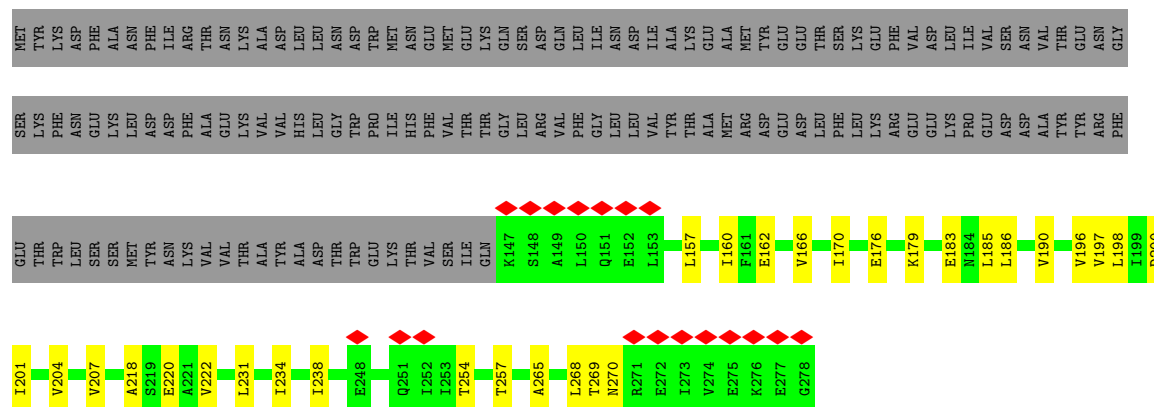 MET TYR LYS ASP PHE ALA ASN PHE ILE ARG THR ASN LYS ALA ASP LEU LEU ASN ASP TRP MET ASN GLU MET GLU LYS GLN SER ASP GLN LEU ILE ASN ASP ILE ALA LYS GLU ALA MET TYR GLU GLU THR SER LYS GLU PHE VAL ASP LEU ILE VAL SER ASN VAL THR GLU ASN GLY
SER LYS PHE ASN GLU LYS LEU ASP ASP PHE ALA GLU LYS VAL VAL HIS LEU GLY TRP PRO ILE HIS PHE VAL THR THR GLY LEU ARG VAL PHE GLY LEU LEU VAL TYR THR ALA MET ARG ASP GLU ASP LEU PHE LEU LYS ARG GLU GLU LYS PRO GLU ASP ASP ALA TYR TYR ARG PHE
GLU THR TRP LEU SER SER MET TYR ASN LYS VAL VAL THR ALA TYR ALA ASP THR TRP GLU LYS THR VAL SER ILE GLN K147 S148 A149 L150 Q151 E152 L153 L157 I160 F161 E162 V166 I170 E176 K179 E183 N184 L185 L186 V190 V196 V197 L198 I199
I201 V204 V207 A218 S219 E220 A221 V222 L231 I234 I238 E248 Q251 I252 I253 T254 T257 A265 L268 T269 N270 R271 E272 I273 V274 E275 K276 E277 G278